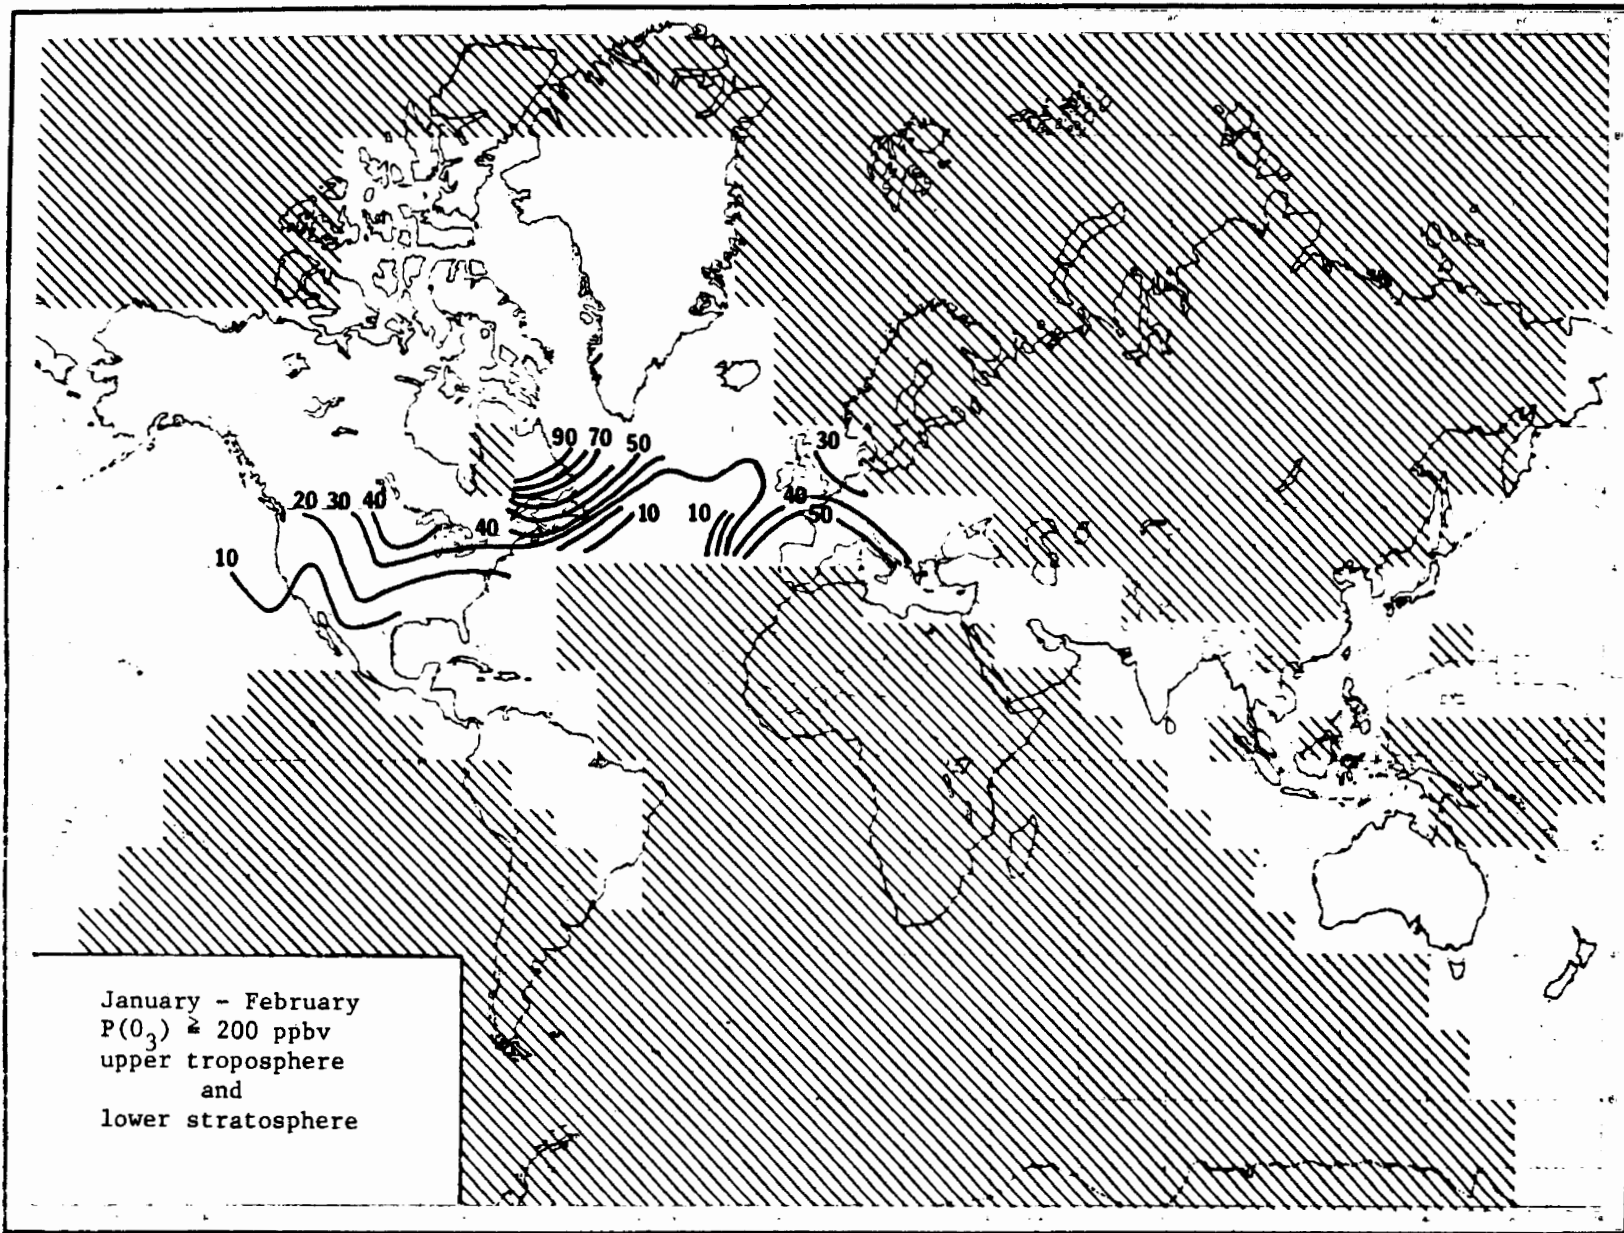 90 70 50
30
20 30 40
40
10
10
40
50
10
January - February
P(O₃) ≧ 200 ppbv
upper troposphere
and
lower stratosphere